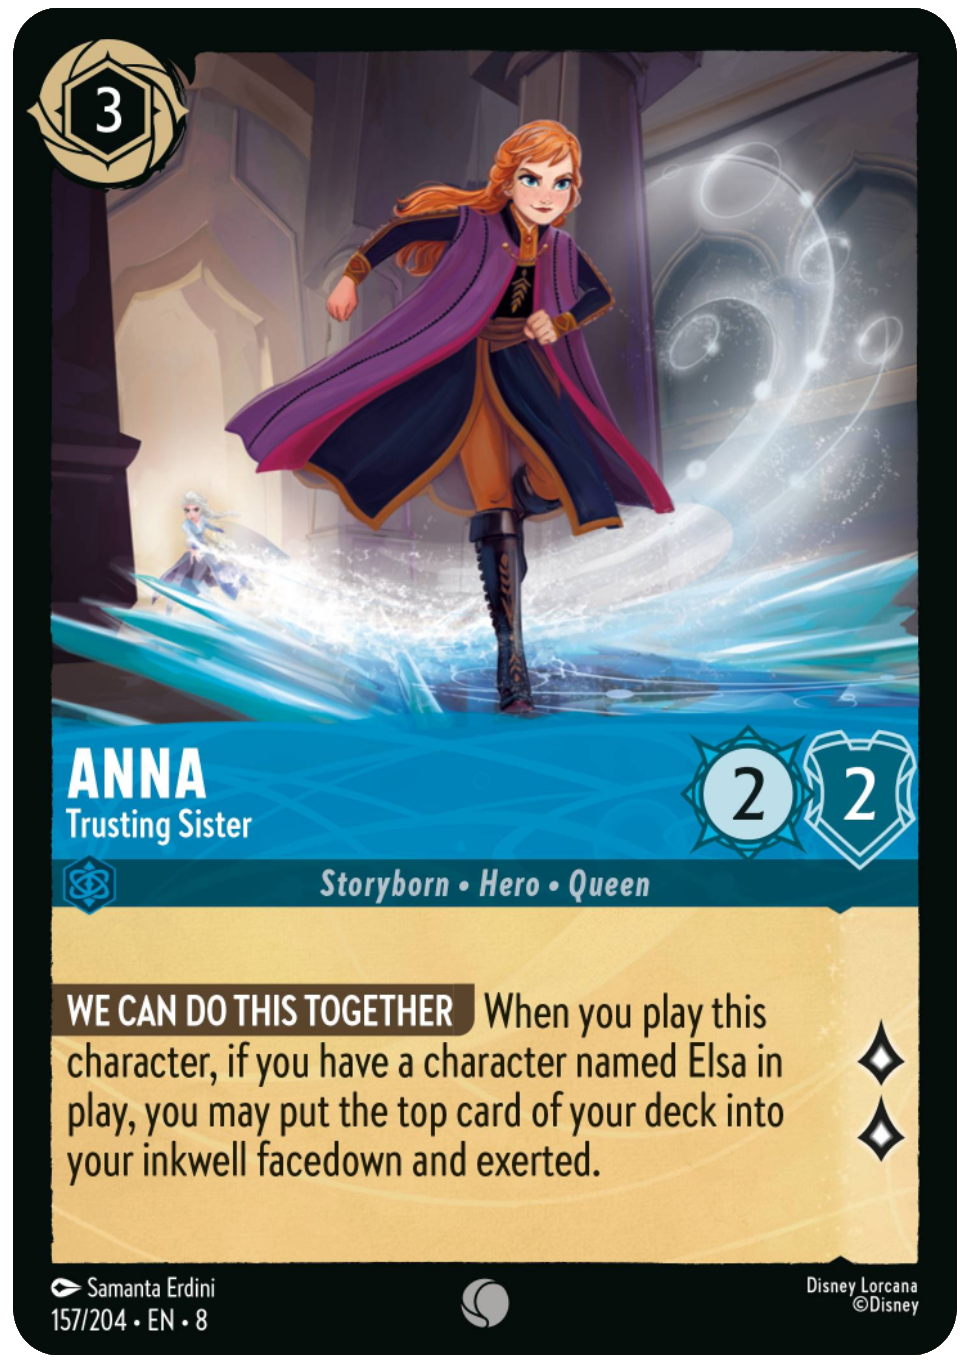 3
ANNA
Trusting Sister
2
2
Storyborn • Hero • Queen
WE CAN DO THIS TOGETHER When you play this
character, if you have a character named Elsa in
play, you may put the top card of your deck into
your inkwell facedown and exerted.
Samanta Erdini
157/204 • EN • 8
Disney Lorcana
©Disney